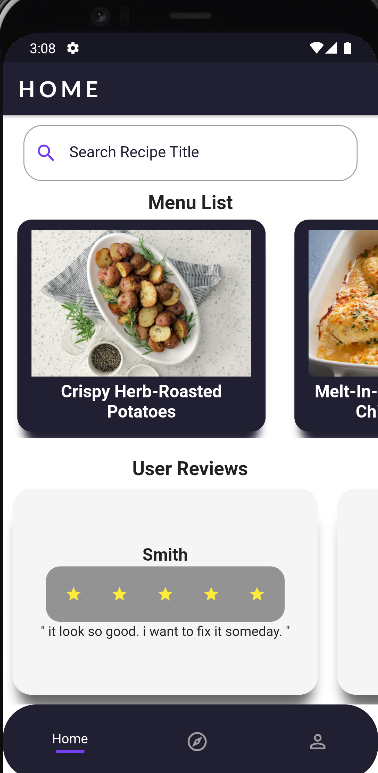 3:08
HOME
Search Recipe Title
Menu List
Crispy Herb-Roasted
Potatoes
Melt-In-
Ch
User Reviews
Smith
" it look so good. i want to fix it someday. "
Home